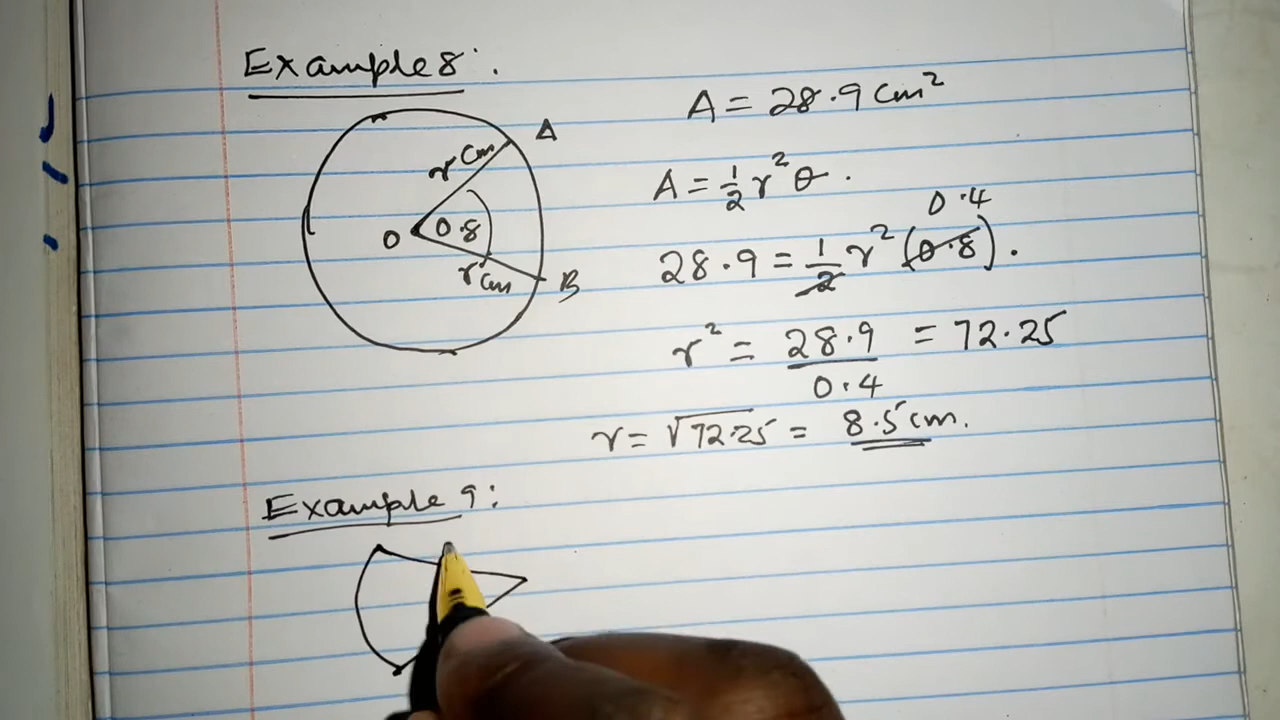 Example 8:
A
r cm
O 0.8
r cm
B
A = 28.9 cm²
A = 1/2 r² θ.
0.4
28.9 = 1/2 r² (0.8).
r² = 28.9/0.4 = 72.25
r = √72.25 = 8.5 cm.
Example 9: